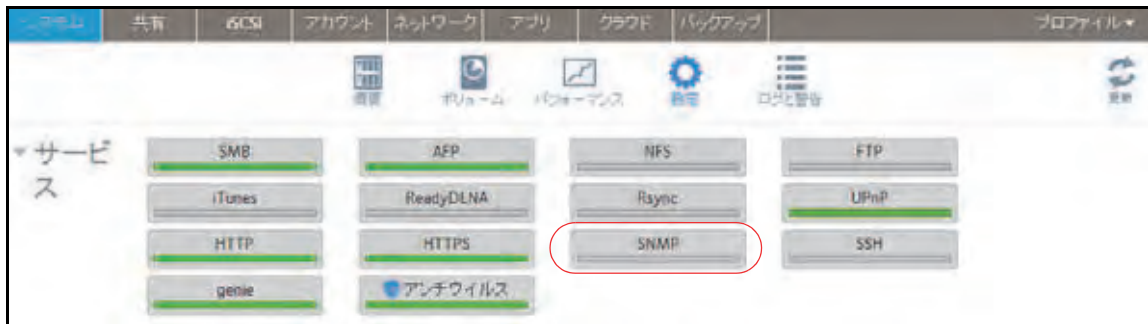 システム 共有 iSCSI アカウント ネットワーク アプリ クラウド バックアップ プロファイル▼
概要 ボリューム パフォーマンス 設定 ログと警告 更新
サービス
SMB AFP NFS FTP
iTunes ReadyDLNA Rsync UPnP
HTTP HTTPS SNMP SSH
genie アンチウイルス